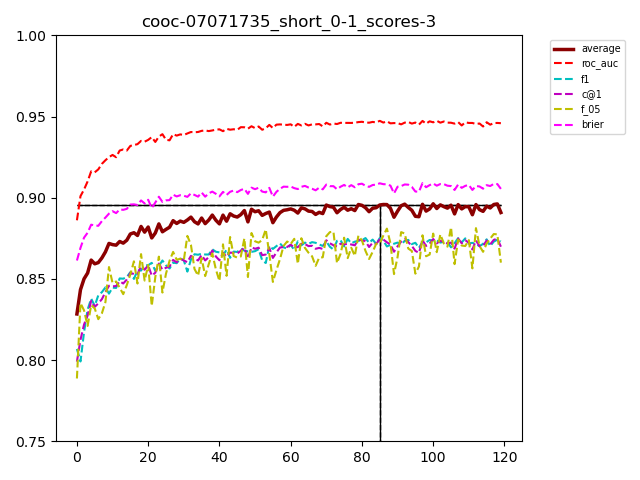 cooc-07071735_short_0-1_scores-3
1.00
0.95
0.90
0.85
0.80
0.75
0 20 40 60 80 100 120
average
roc_auc
f1
c@1
f_05
brier